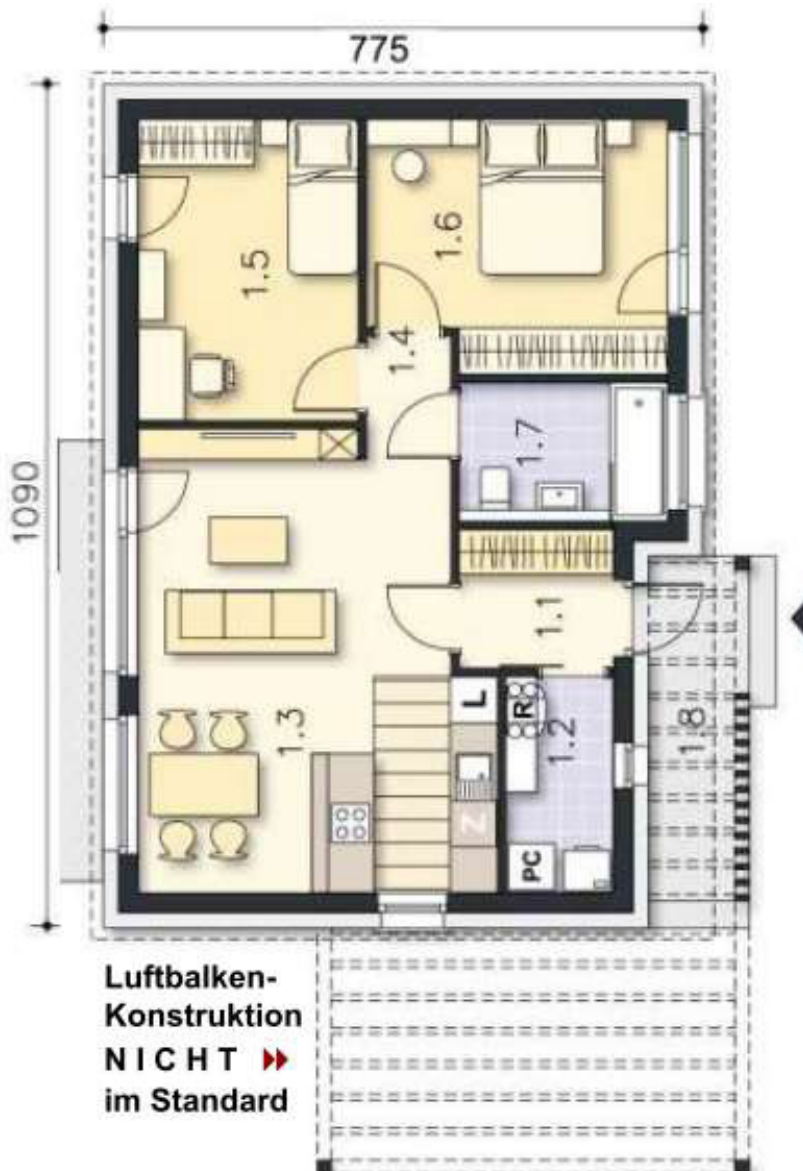 775
1090
1.5
1.6
1.4
1.7
1.1
1.3
L
R
1.2
1.8
Z
PC
Luftbalken-
Konstruktion
NICHT
im Standard